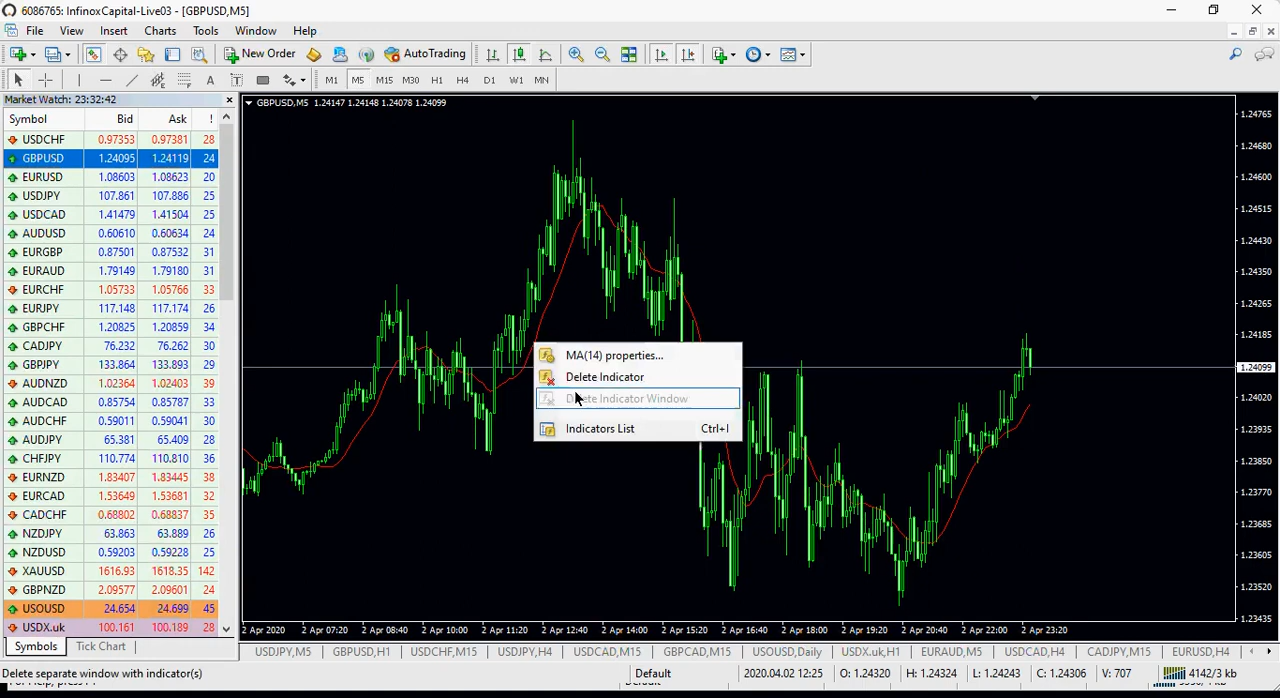 6086765: InfinoxCapital-Live03 - [GBPUSD,M5]
File View Insert Charts Tools Window Help
New Order AutoTrading
A T M1 M5 M15 M30 H1 H4 D1 W1 MN
Market Watch: 23:32:42
Symbol Bid Ask !
USDCHF 0.97353 0.97381 28
GBPUSD 1.24095 1.24119 24
EURUSD 1.08603 1.08623 20
USDJPY 107.861 107.886 25
USDCAD 1.41479 1.41504 25
AUDUSD 0.60610 0.60634 24
EURGBP 0.87501 0.87532 31
EURAUD 1.79149 1.79180 31
EURCHF 1.05733 1.05766 33
EURJPY 117.148 117.174 26
GBPCHF 1.20825 1.20859 34
CADJPY 76.232 76.262 30
GBPJPY 133.864 133.893 29
AUDNZD 1.02364 1.02403 39
AUDCAD 0.85754 0.85787 33
AUDCHF 0.59011 0.59041 30
AUDJPY 65.381 65.409 28
CHFJPY 110.774 110.810 36
EURNZD 1.83407 1.83445 38
EURCAD 1.53649 1.53681 32
CADCHF 0.68802 0.68837 35
NZDJPY 63.863 63.889 26
NZDUSD 0.59203 0.59228 25
XAUUSD 1616.93 1618.35 142
GBPNZD 2.09577 2.09601 24
USOUSD 24.654 24.699 45
USDX.uk 100.161 100.189 28
Symbols Tick Chart
GBPUSD,M5 1.24147 1.24148 1.24078 1.24099
MA(14) properties...
Delete Indicator
Delete Indicator Window
Indicators List Ctrl+I
1.24765
1.24680
1.24600
1.24515
1.24430
1.24350
1.24265
1.24185
1.24099
1.24020
1.23935
1.23850
1.23770
1.23685
1.23605
1.23520
1.23435
2 Apr 2020 2 Apr 07:20 2 Apr 08:40 2 Apr 10:00 2 Apr 11:20 2 Apr 12:40 2 Apr 14:00 2 Apr 15:20 2 Apr 16:40 2 Apr 18:00 2 Apr 19:20 2 Apr 20:40 2 Apr 22:00 2 Apr 23:20
USDJPY,M5 GBPUSD,H1 USDCHF,M15 USDJPY,H4 USDCAD,M15 GBPCAD,M15 USOUSD,Daily USDX.uk,H1 EURAUD,M5 USDCAD,H4 CADJPY,M15 EURUSD,H4
Delete separate window with indicator(s) Default 2020.04.02 12:25 O: 1.24320 H: 1.24324 L: 1.24243 C: 1.24306 V: 707 4142/3 kb